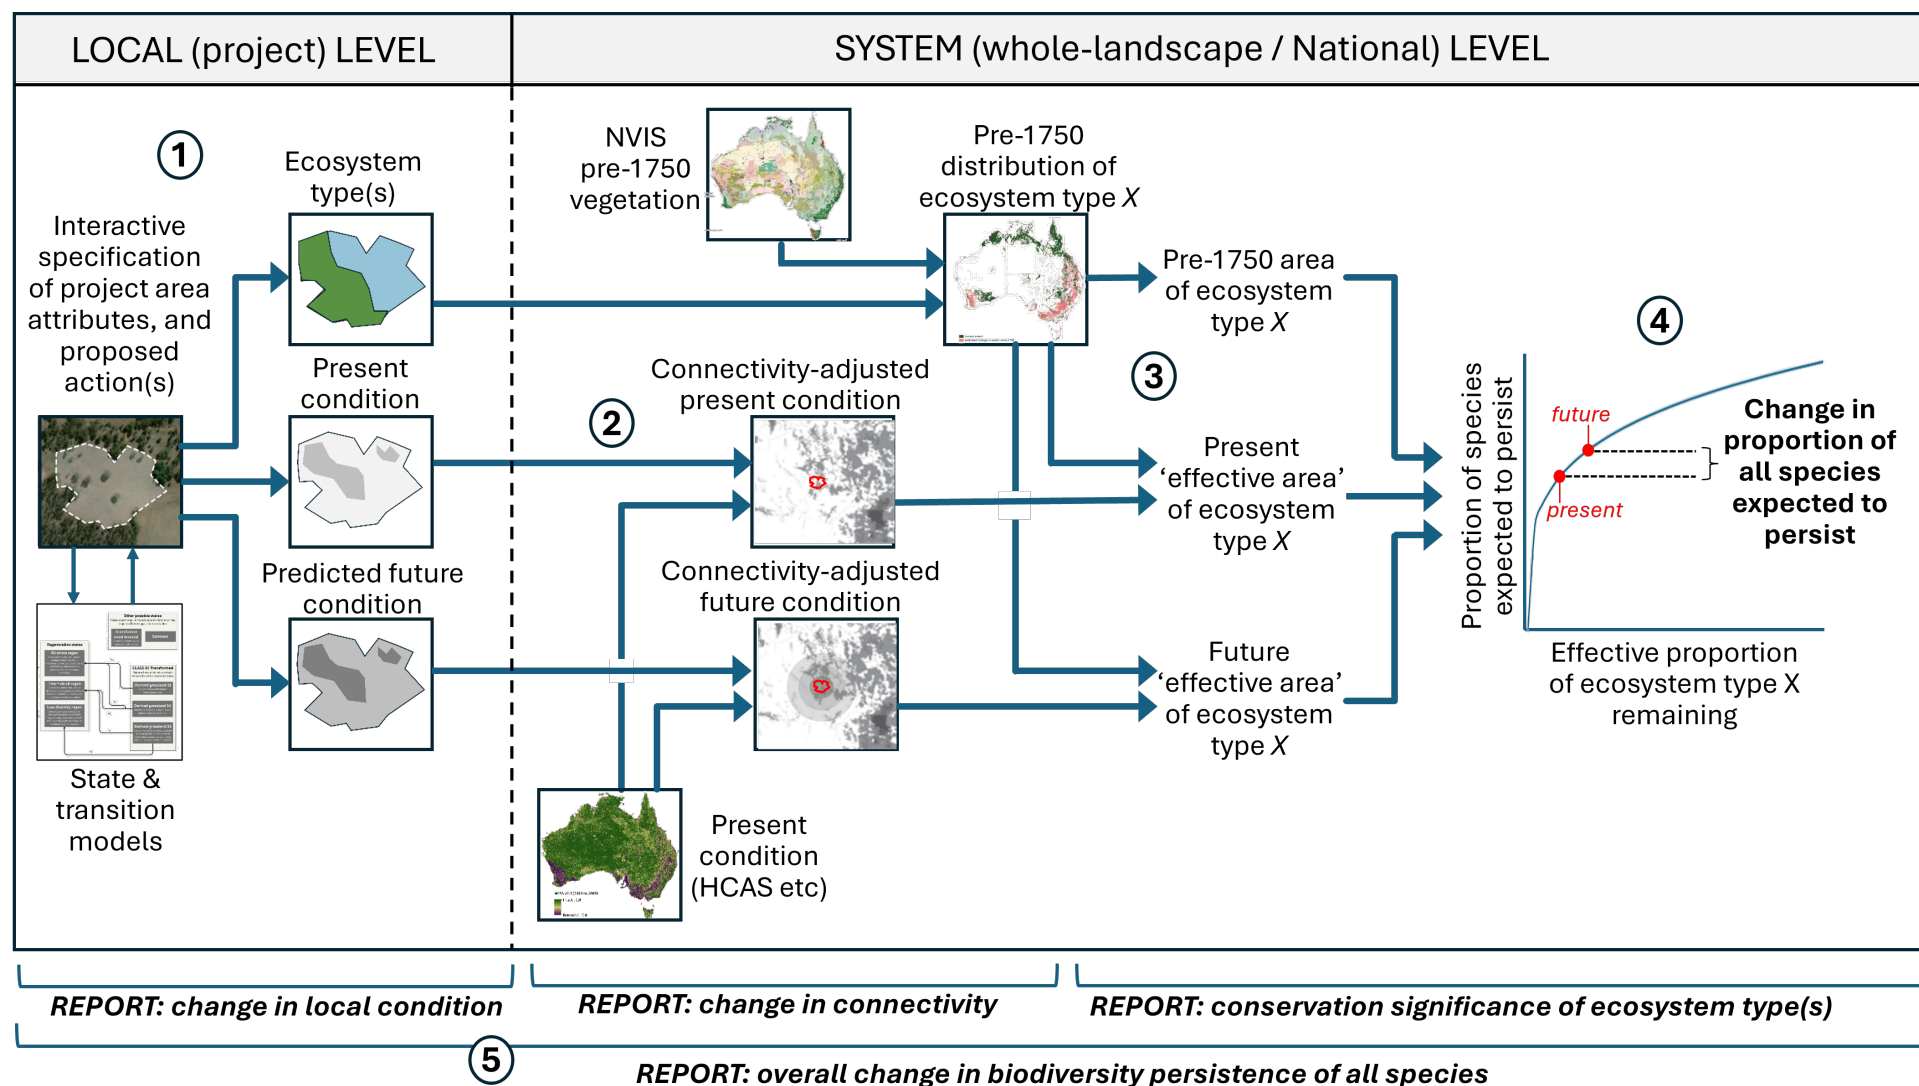 LOCAL (project) LEVEL
SYSTEM (whole-landscape / National) LEVEL
1
Interactive
specification
of project area
attributes, and
proposed
action(s)
Ecosystem
type(s)
Present
condition
Predicted future
condition
State &
transition
models
NVIS
pre-1750
vegetation
Pre-1750
distribution of
ecosystem type X
2
Connectivity-adjusted
present condition
Connectivity-adjusted
future condition
Present
condition
(HCAS etc)
3
Pre-1750 area
of ecosystem
type X
Present
‘effective area’
of ecosystem
type X
Future
‘effective area’
of ecosystem
type X
4
Proportion of species
expected to persist
future
present
Change in
proportion of
all species
expected to
persist
Effective proportion
of ecosystem type X
remaining
REPORT: change in local condition
REPORT: change in connectivity
REPORT: conservation significance of ecosystem type(s)
5
REPORT: overall change in biodiversity persistence of all species